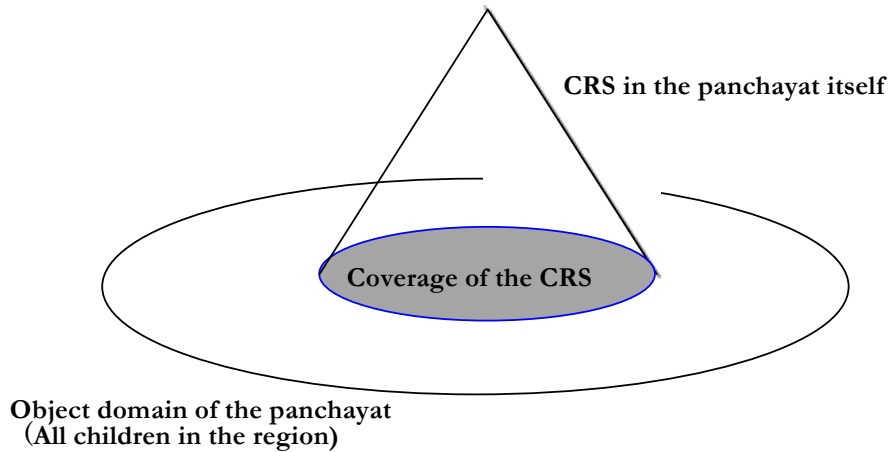 CRS in the panchayat itself
Coverage of the CRS
Object domain of the panchayat
(All children in the region)